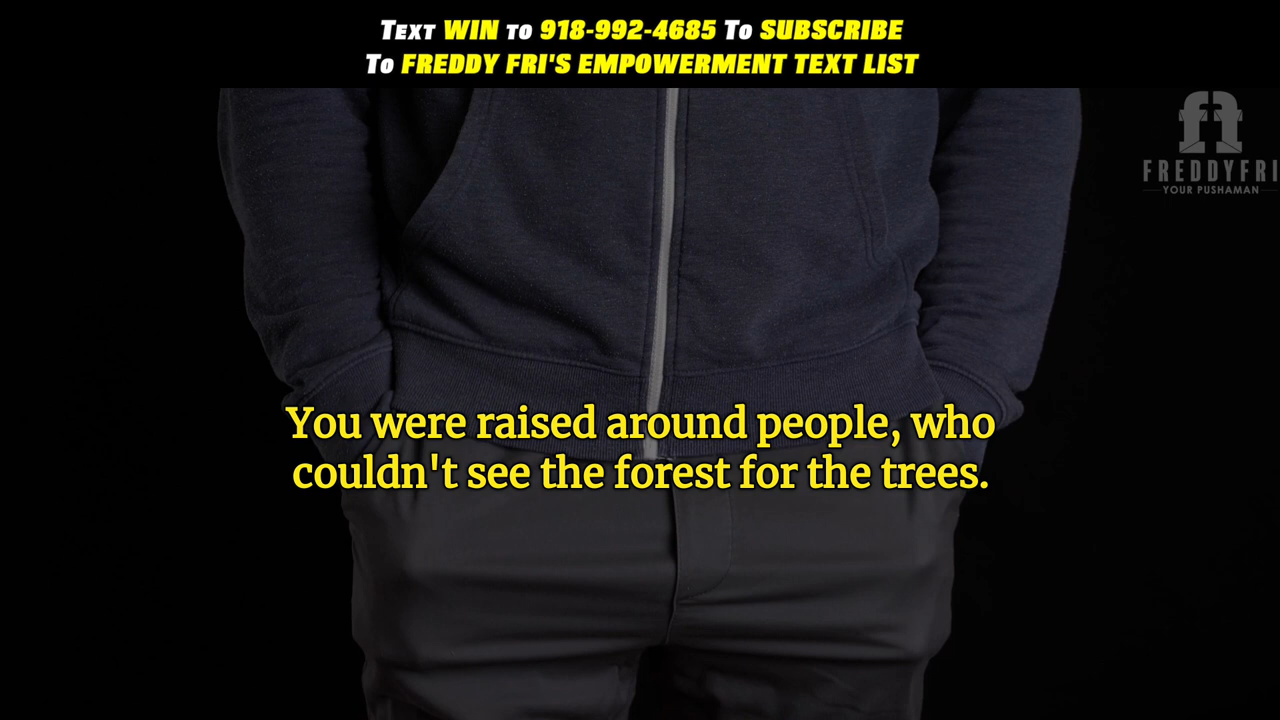 TEXT WIN TO 918-992-4685 TO SUBSCRIBE
TO FREDDY FRI'S EMPOWERMENT TEXT LIST
FREDDYFRI
YOUR PUSHAMAN
You were raised around people, who
couldn't see the forest for the trees.